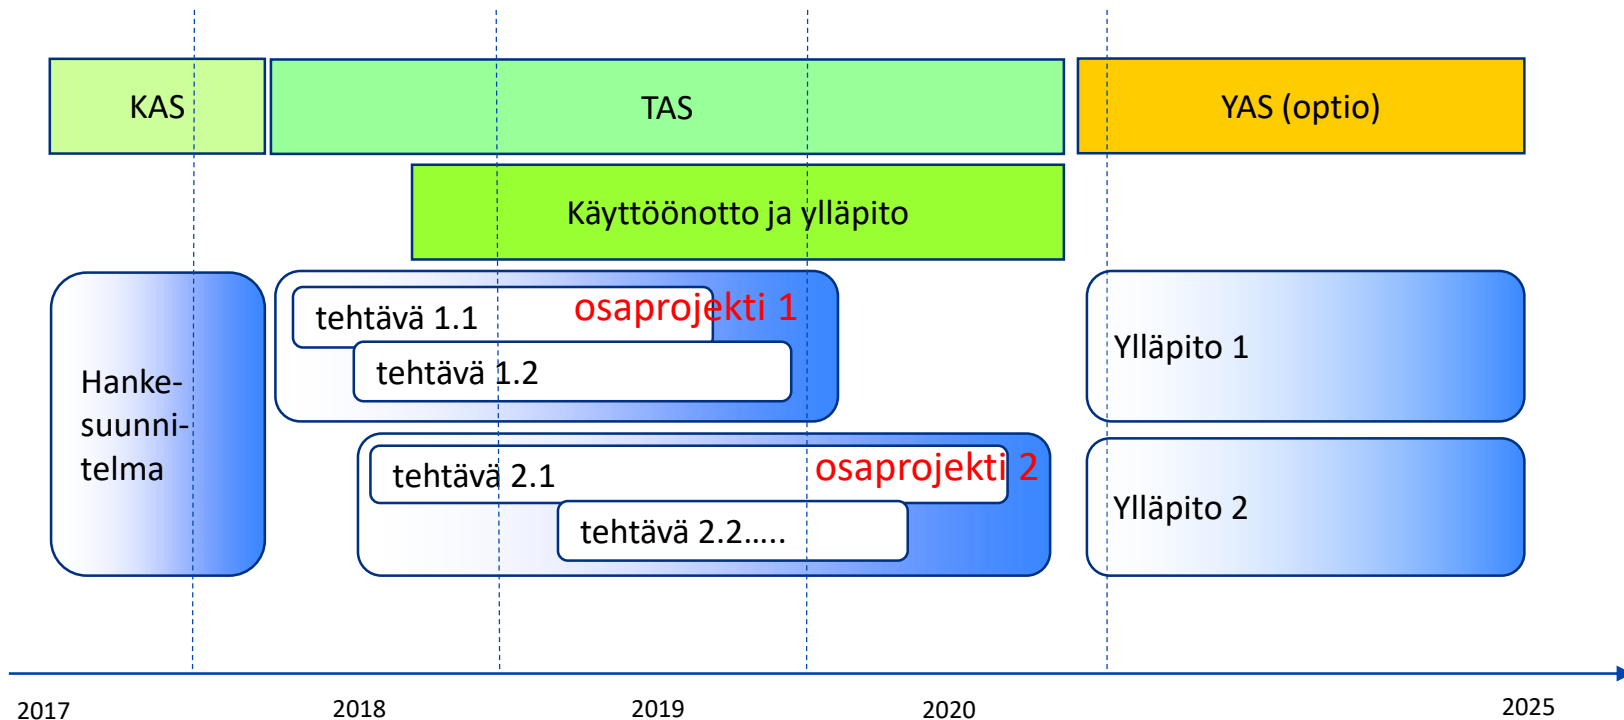 KAS
TAS
YAS (optio)
Käyttöönotto ja ylläpito
Hanke-
suunni-
telma
osaprojekti 1
tehtävä 1.1
tehtävä 1.2
osaprojekti 2
tehtävä 2.1
tehtävä 2.2.....
Ylläpito 1
Ylläpito 2
2017
2018
2019
2020
2025